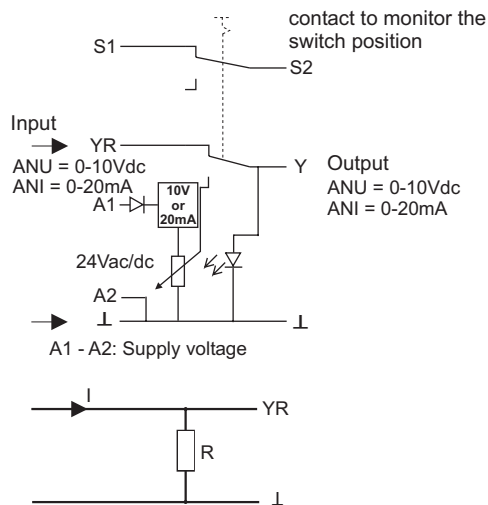 contact to monitor the
switch position
S1
S2
Input
YR
Y
Output
ANU = 0-10Vdc
ANI = 0-20mA
ANU = 0-10Vdc
ANI = 0-20mA
A1
10V
or
20mA
24Vac/dc
A2
⊥
⊥
A1 - A2: Supply voltage
I
YR
R
⊥